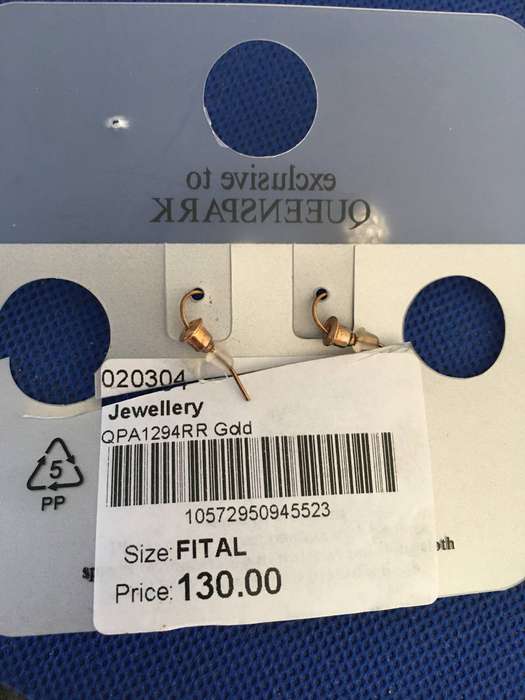 exclusive to
QUEENSPARK
020304
Jewellery
QPA1294RR Gold
10572950945523
5
PP
Size: FITAL
Price: 130.00